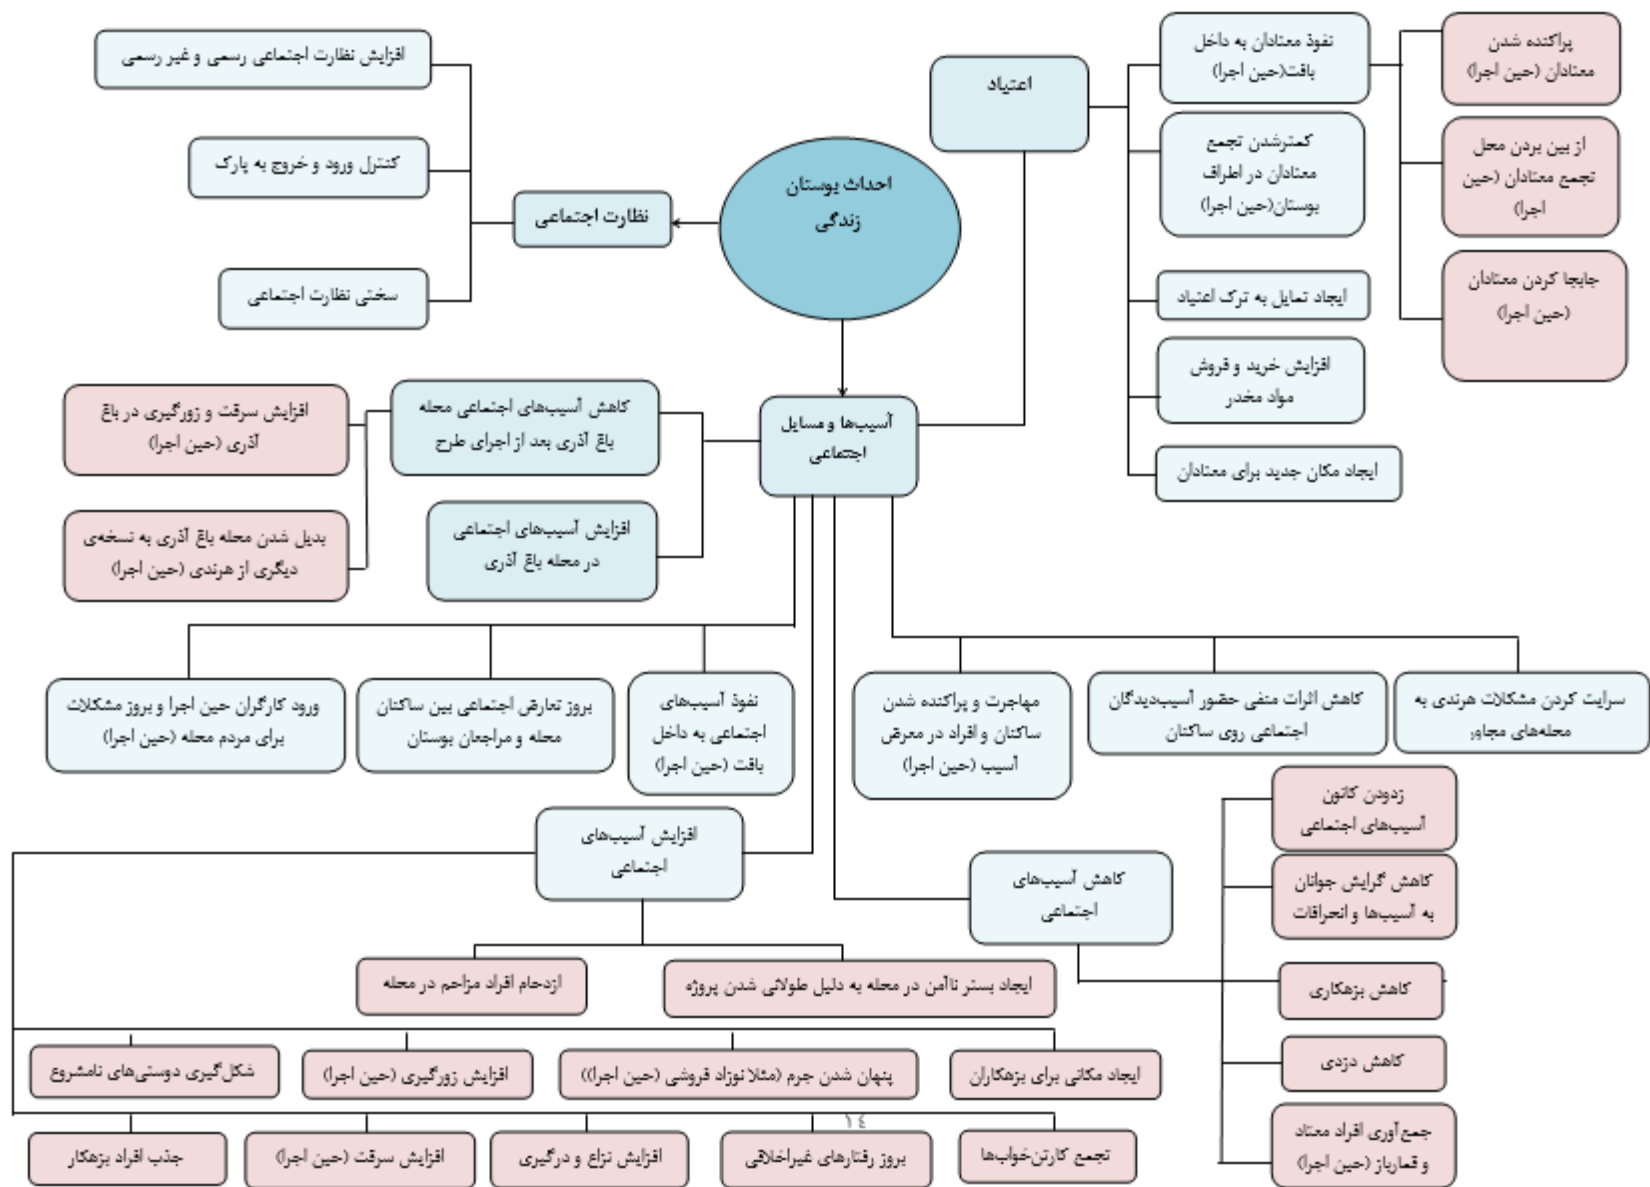 احداث بوستان
زندگی
نظارت اجتماعی
افزایش نظارت اجتماعی رسمی و غیر رسمی
کنترل ورود و خروج به پارک
سختی نظارت اجتماعی
آسیب‌ها و مسایل
اجتماعی
اعتیاد
نفوذ معتادان به داخل
بافت(حین اجرا)
پراکنده شدن
معتادان (حین اجرا)
از بین بردن محل
تجمع معتادان (حین
اجرا)
جابجا کردن معتادان
(حین اجرا)
کمترشدن تجمع
معتادان در اطراف
بوستان(حین اجرا)
ایجاد تمایل به ترک اعتیاد
افزایش خرید و فروش
مواد مخدر
ایجاد مکان جدید برای معتادان
کاهش آسیب‌های اجتماعی محله
باغ آذری بعد از اجرای طرح
افزایش سرقت و زورگیری در باغ
آذری (حین اجرا)
بدیل شدن محله باغ آذری به نسخه‌ی
دیگری از هرندی (حین اجرا)
افزایش آسیب‌های اجتماعی
در محله باغ آذری
سرایت کردن مشکلات هرندی به
محله‌های مجاور
کاهش اثرات منفی حضور آسیب‌دیدگان
اجتماعی روی ساکنان
مهاجرت و پراکنده شدن
ساکنان و افراد در معرض
آسیب (حین اجرا)
نفوذ آسیب‌های
اجتماعی به داخل
بافت (حین اجرا)
بروز تعارض اجتماعی بین ساکنان
محله و مراجعان بوستان
ورود کارگران حین اجرا و بروز مشکلات
برای مردم محله (حین اجرا)
کاهش آسیب‌های
اجتماعی
زدودن کانون
آسیب‌های اجتماعی
کاهش گرایش جوانان
به آسیب‌ها و انحرافات
کاهش بزهکاری
کاهش دزدی
جمع‌آوری افراد معتاد
و قمارباز (حین اجرا)
افزایش آسیب‌های
اجتماعی
ایجاد بستر ناامن در محله به دلیل طولانی شدن پروژه
ازدحام افراد مزاحم در محله
ایجاد مکانی برای بزهکاران
پنهان شدن جرم (مثلا نوزاد فروشی (حین اجرا))
افزایش زورگیری (حین اجرا)
شکل‌گیری دوستی‌های نامشروع
تجمع کارتن‌خواب‌ها
بروز رفتارهای غیراخلاقی
افزایش نزاع و درگیری
افزایش سرقت (حین اجرا)
جذب افراد بزهکار
١٤